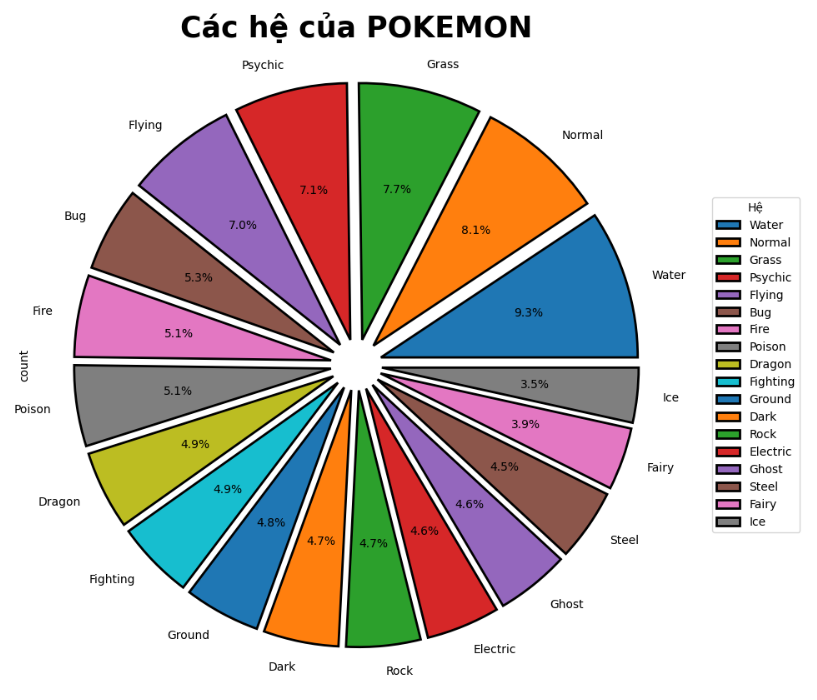 Các hệ của POKEMON
Psychic
Grass
Flying
Normal
7.1%
7.7%
Bug
7.0%
8.1%
Water
5.3%
9.3%
Fire
5.1%
count
5.1%
3.5%
Ice
Poison
4.9%
3.9%
Fairy
Dragon
4.9%
4.5%
4.8%
4.6%
Steel
4.7%
4.7%
4.6%
Fighting
Ghost
Ground
Electric
Dark
Rock
Hệ
Water
Normal
Grass
Psychic
Flying
Bug
Fire
Poison
Dragon
Fighting
Ground
Dark
Rock
Electric
Ghost
Steel
Fairy
Ice